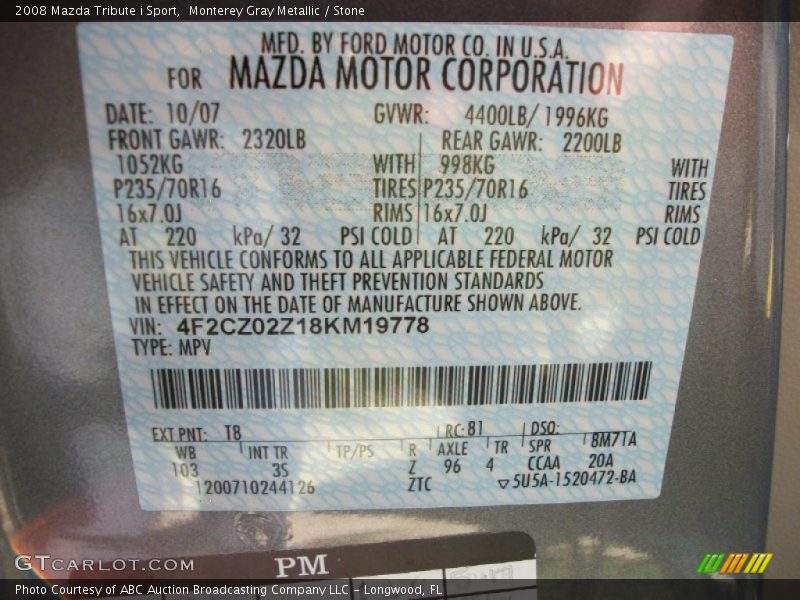 2008 Mazda Tribute i Sport,  Monterey Gray Metallic / Stone
MFD. BY FORD MOTOR CO. IN U.S.A.
FOR MAZDA MOTOR CORPORATION
DATE: 10/07 GVWR: 4400LB/1996KG
FRONT GAWR: 2320LB REAR GAWR: 2200LB
1052KG WITH 998KG WITH
P235/70R16 TIRES P235/70R16 TIRES
16x7.0J RIMS 16x7.0J RIMS
AT 220 kPa/ 32 PSI COLD AT 220 kPa/ 32 PSI COLD
THIS VEHICLE CONFORMS TO ALL APPLICABLE FEDERAL MOTOR
VEHICLE SAFETY AND THEFT PREVENTION STANDARDS
IN EFFECT ON THE DATE OF MANUFACTURE SHOWN ABOVE.
VIN: 4F2CZ02Z18KM19778
TYPE: MPV
EXT PNT: T8 RC: 81 DSO:
WB INT TR TP/PS R AXLE TR SPR 8M71A
103 3S Z 96 4 CCAA 20A
1200710244126 ZTC ▽5U5A-1520472-BA
PM
GTCARLOT.COM
Photo Courtesy of ABC Auction Broadcasting Company LLC - Longwood, FL